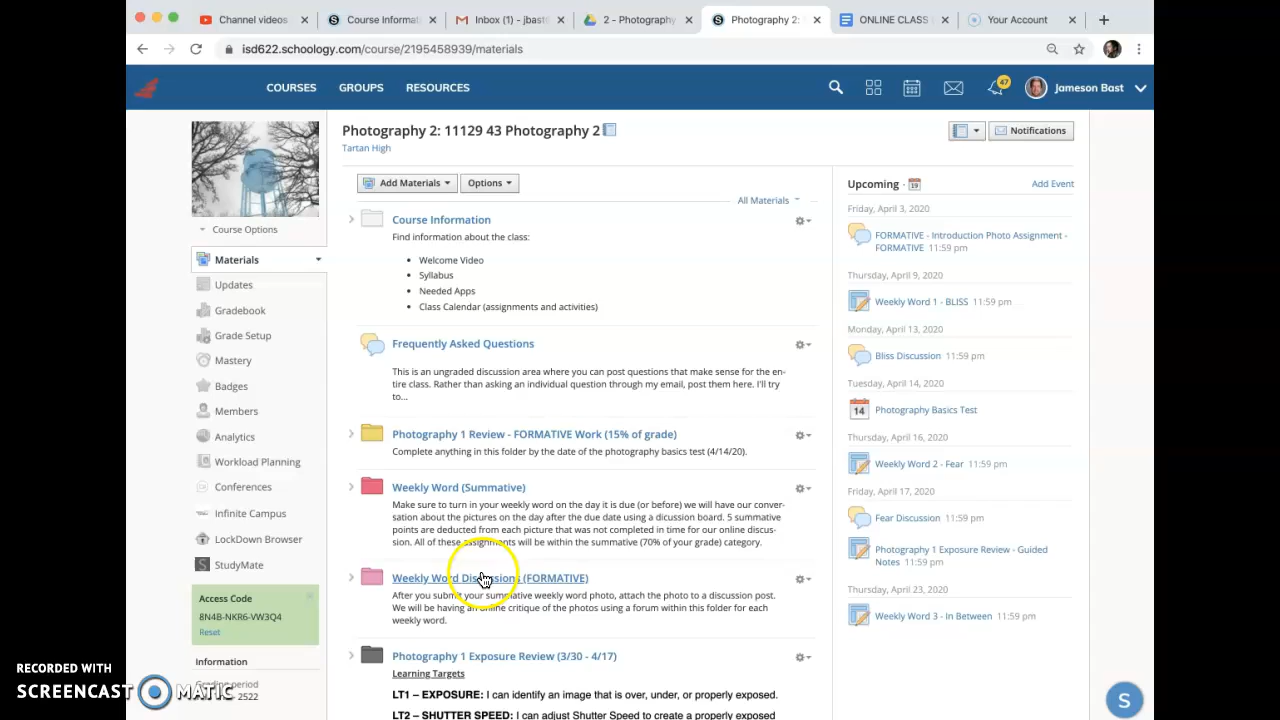 Channel videos
Course Informat
Inbox (1) - jbast
2 - Photography
Photography 2:
ONLINE CLASS
Your Account
isd622.schoology.com/course/2195458939/materials
COURSES
GROUPS
RESOURCES
47
Jameson Bast
Photography 2: 11129 43 Photography 2
Tartan High
Notifications
Add Materials
Options
All Materials
Course Options
Materials
Updates
Gradebook
Grade Setup
Mastery
Badges
Members
Analytics
Workload Planning
Conferences
Infinite Campus
LockDown Browser
StudyMate
Access Code
8N4B-NKR6-VW3Q4
Reset
Information
Grading period
2522
Course Information
Find information about the class:
• Welcome Video
• Syllabus
• Needed Apps
• Class Calendar (assignments and activities)
Frequently Asked Questions
This is an ungraded discussion area where you can post questions that make sense for the en-
tire class. Rather than asking an individual question through my email, post them here. I'll try
to...
Photography 1 Review - FORMATIVE Work (15% of grade)
Complete anything in this folder by the date of the photography basics test (4/14/20).
Weekly Word (Summative)
Make sure to turn in your weekly word on the day it is due (or before) we will have our conver-
sation about the pictures on the day after the due date using a dicussion board. 5 summative
points are deducted from each picture that was not completed in time for our online discus-
sion. All of these assignments will be within the summative (70% of your grade) category.
Weekly Word Discussions (FORMATIVE)
After you submit your summative weekly word photo, attach the photo to a discussion post.
We will be having an online critique of the photos using a forum within this folder for each
weekly word.
Photography 1 Exposure Review (3/30 - 4/17)
Learning Targets
LT1 – EXPOSURE: I can identify an image that is over, under, or properly exposed.
LT2 – SHUTTER SPEED: I can adjust Shutter Speed to create a properly exposed
Upcoming · 19
Add Event
Friday, April 3, 2020
FORMATIVE - Introduction Photo Assignment -
FORMATIVE 11:59 pm
Thursday, April 9, 2020
Weekly Word 1 - BLISS 11:59 pm
Monday, April 13, 2020
Bliss Discussion 11:59 pm
Tuesday, April 14, 2020
14 Photography Basics Test
Thursday, April 16, 2020
Weekly Word 2 - Fear 11:59 pm
Friday, April 17, 2020
Fear Discussion 11:59 pm
Photography 1 Exposure Review - Guided
Notes 11:59 pm
Thursday, April 23, 2020
Weekly Word 3 - In Between 11:59 pm
S
RECORDED WITH
SCREENCAST MATIC